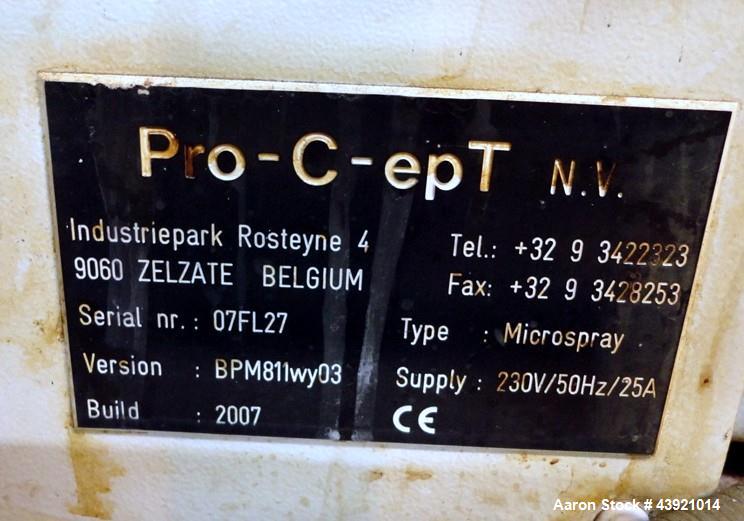 Pro-C-epT N.V.
Industriepark Rosteyne 4
9060 ZELZATE BELGIUM
Tel.: +32 9 3422323
Fax: +32 9 3428253
Serial nr.: 07FL27
Type : Microspray
Version : BPM811wy03
Supply : 230V/50Hz/25A
Build : 2007
CE
Aaron Stock # 43921014